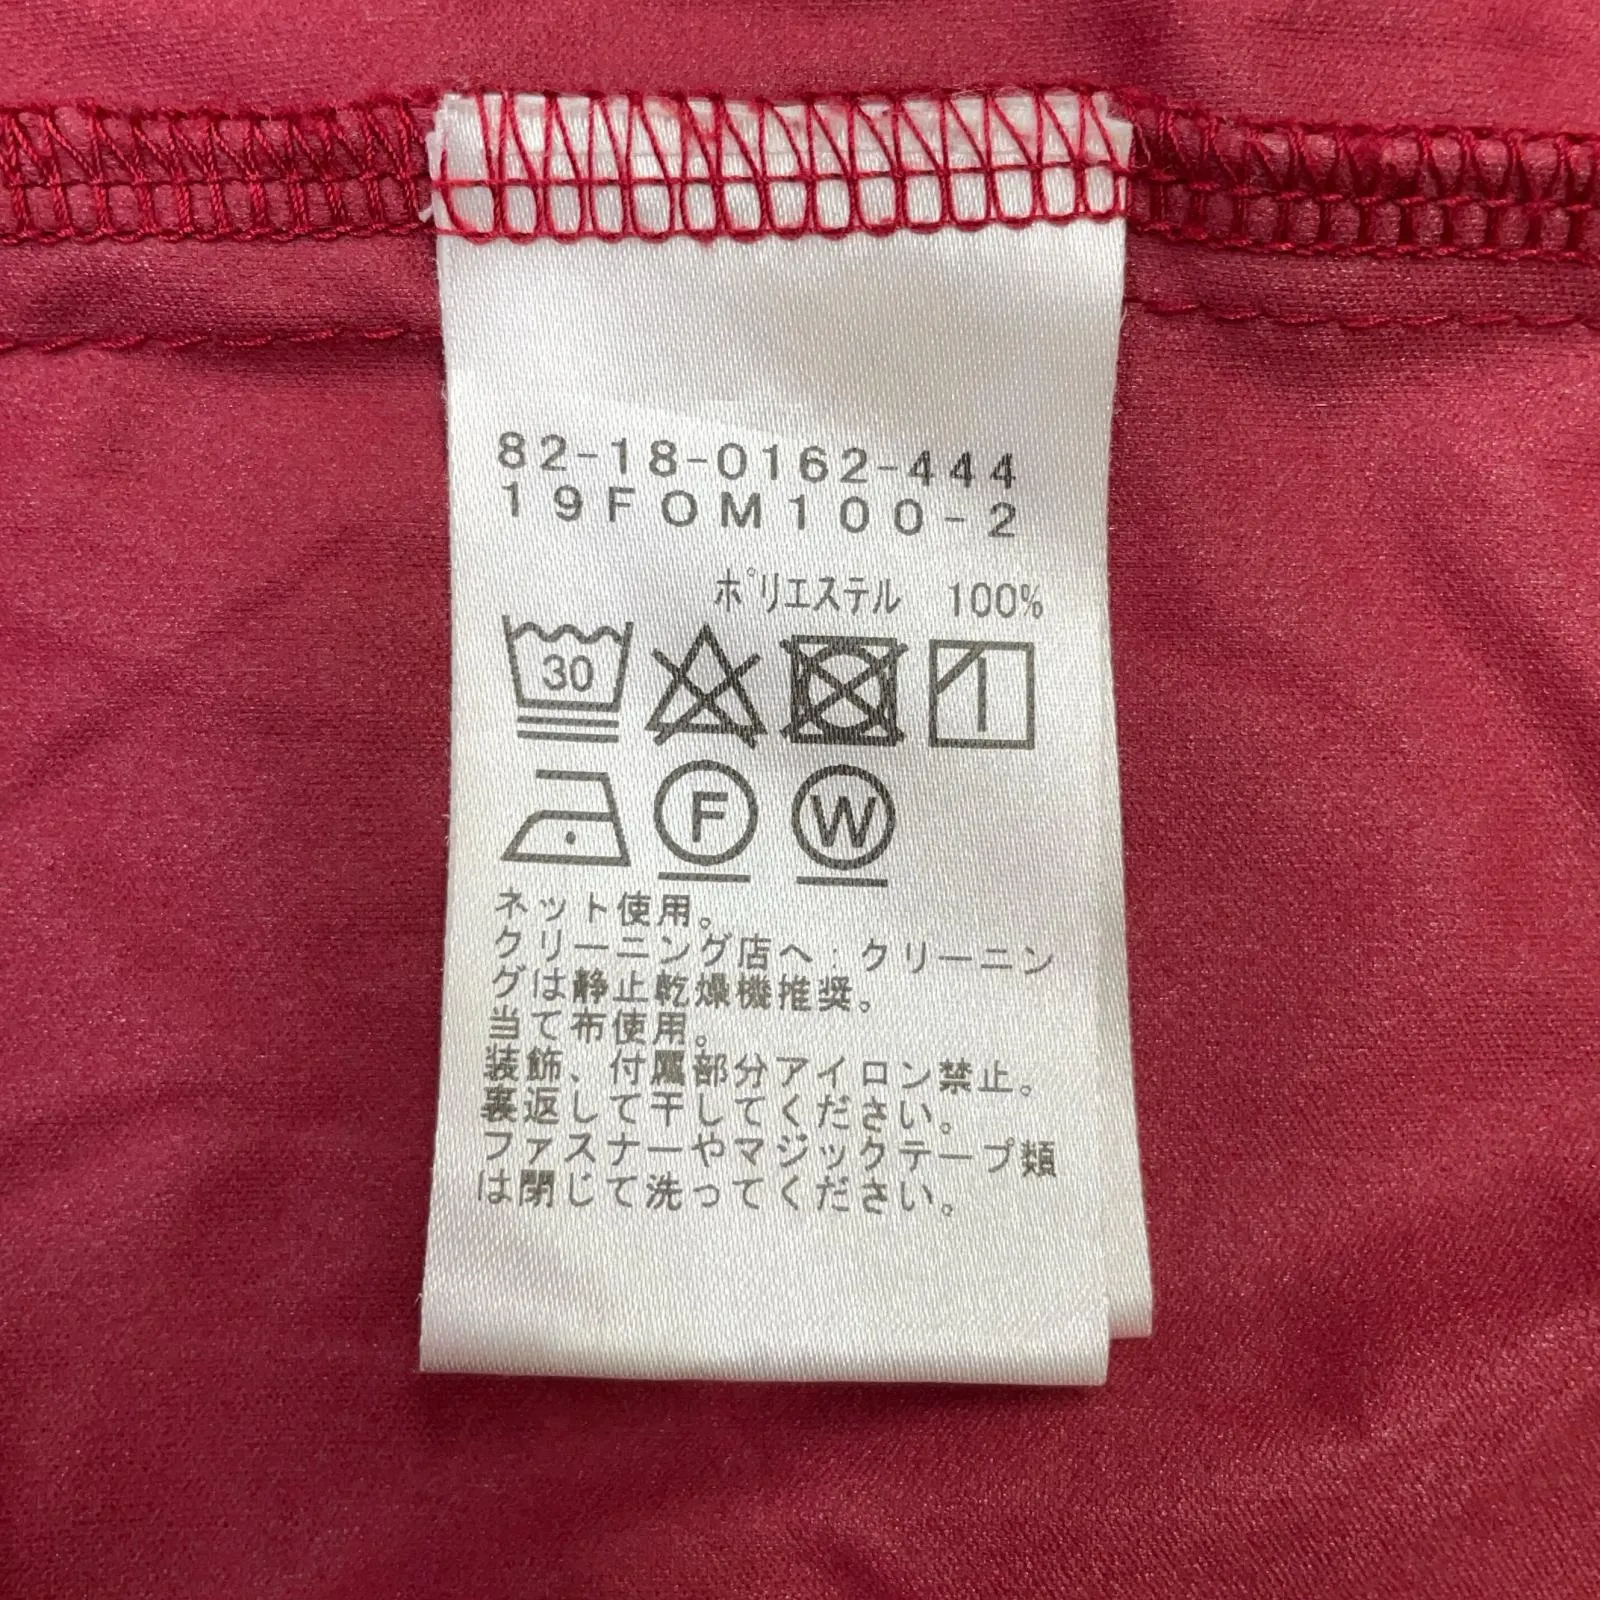 82-18-0162-444
19FOM100-2
ポリエステル 100%
30
F
W
ネット使用。
クリーニング店へ:クリーニン
グは静止乾燥機推奨。
当て布使用。
装飾、付属部分アイロン禁止。
裏返して干してください。
ファスナーやマジックテープ類
は閉じて洗ってください。